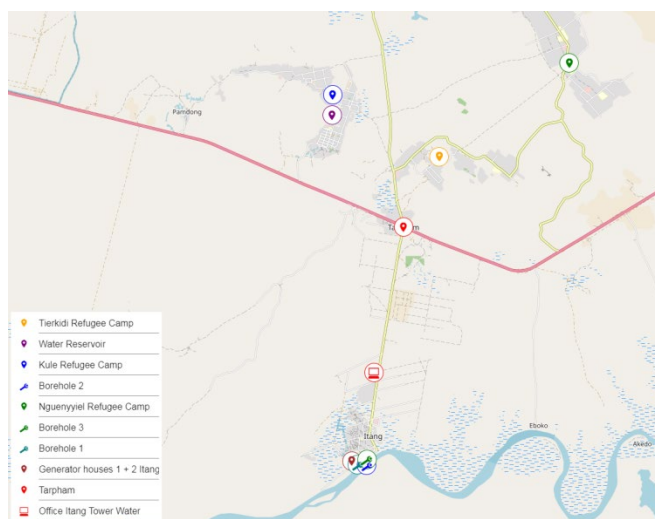 Pamdong
Itang
Eboko
Akedo
Tierkidi Refugee Camp
Water Reservoir
Kule Refugee Camp
Borehole 2
Nguenyyiel Refugee Camp
Borehole 3
Borehole 1
Generator houses 1 + 2 Itang
Tarpham
Office Itang Tower Water